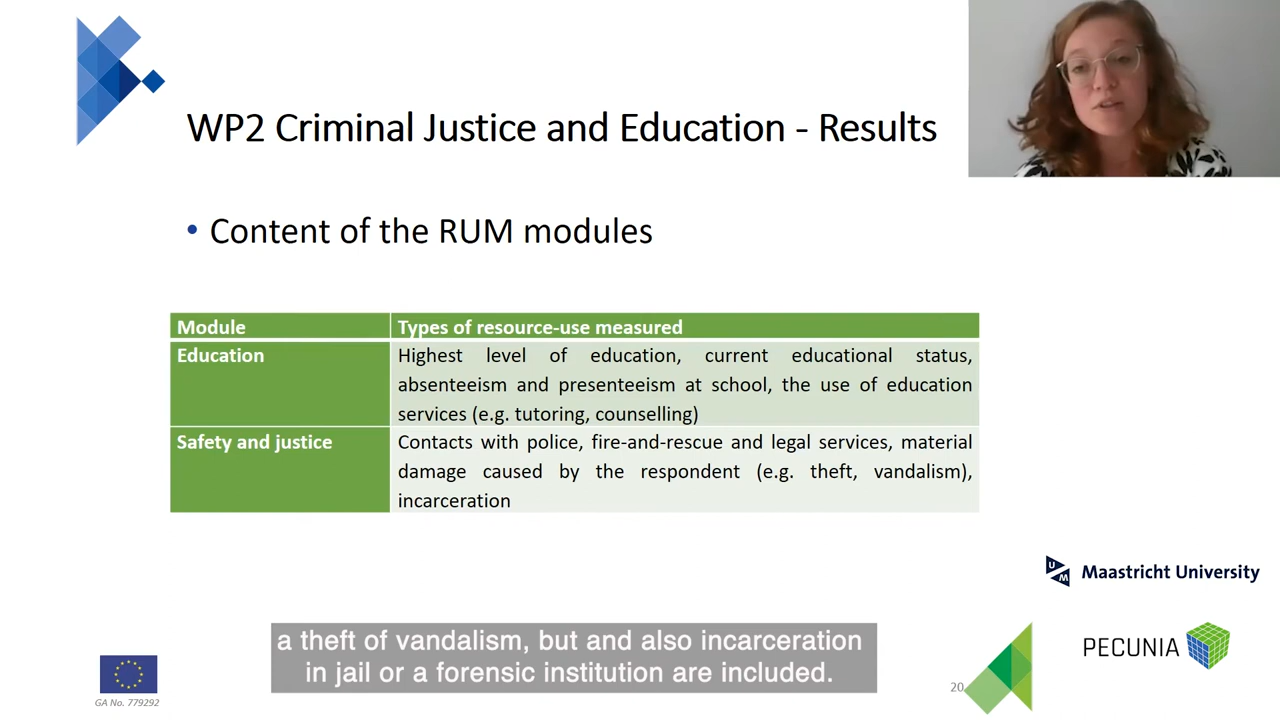 WP2 Criminal Justice and Education - Results
• Content of the RUM modules
Module
Types of resource-use measured
Education
Highest level of education, current educational status,
absenteeism and presenteeism at school, the use of education
services (e.g. tutoring, counselling)
Safety and justice
Contacts with police, fire-and-rescue and legal services, material
damage caused by the respondent (e.g. theft, vandalism),
incarceration
UM Maastricht University
a theft of vandalism, but and also incarceration
in jail or a forensic institution are included.
GA No. 779292
20
PECUNIA